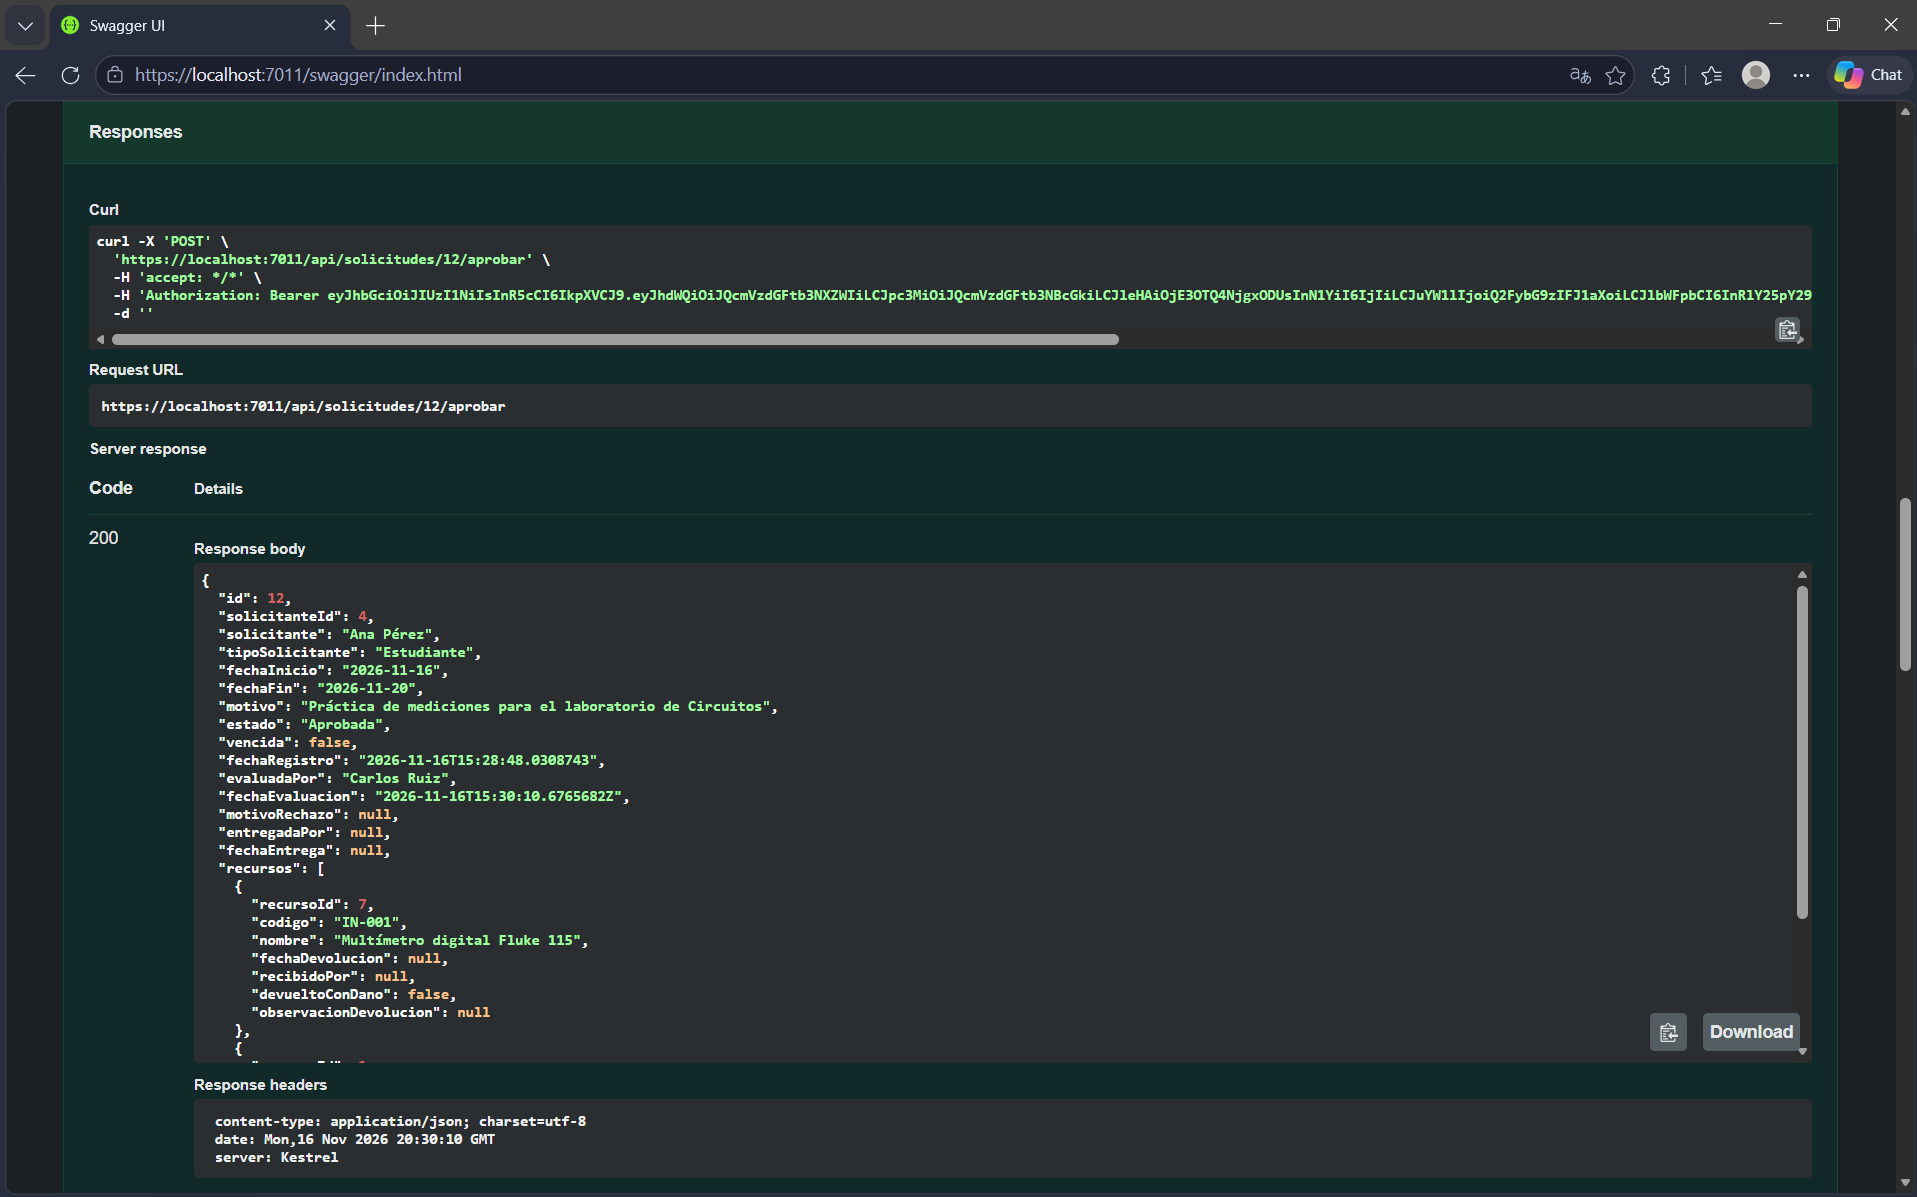 Swagger UI
https://localhost:7011/swagger/index.html
Chat
Responses
Curl
curl -X 'POST' \
'https://localhost:7011/api/solicitudes/12/aprobar' \
-H 'accept: */*' \
-H 'Authorization: Bearer eyJhbGciOiJIUzI1NiIsInR5cCI6IkpXVCJ9.eyJhdWQiOiJQcmVzdGFtb3NXZWIiLCJpc3MiOiJQcmVzdGFtb3NBcGkiLCJleHAiOjE3OTQ4NjgxODUsInN1YiI6IjIiLCJuYW1lIjoiQ2FybG9zIFJ1aXoiLCJlbWFpbCI6InRlY25pY29
-d ''
Request URL
https://localhost:7011/api/solicitudes/12/aprobar
Server response
Code Details
200
Response body
{
"id": 12,
"solicitanteId": 4,
"solicitante": "Ana Pérez",
"tipoSolicitante": "Estudiante",
"fechaInicio": "2026-11-16",
"fechaFin": "2026-11-20",
"motivo": "Práctica de mediciones para el laboratorio de Circuitos",
"estado": "Aprobada",
"vencida": false,
"fechaRegistro": "2026-11-16T15:28:48.0308743",
"evaluadaPor": "Carlos Ruiz",
"fechaEvaluacion": "2026-11-16T15:30:10.6765682Z",
"motivoRechazo": null,
"entregadaPor": null,
"fechaEntrega": null,
"recursos": [
{
"recursoId": 7,
"codigo": "IN-001",
"nombre": "Multímetro digital Fluke 115",
"fechaDevolucion": null,
"recibidoPor": null,
"devueltoConDano": false,
"observacionDevolucion": null
},
{
Download
Response headers
content-type: application/json; charset=utf-8
date: Mon,16 Nov 2026 20:30:10 GMT
server: Kestrel